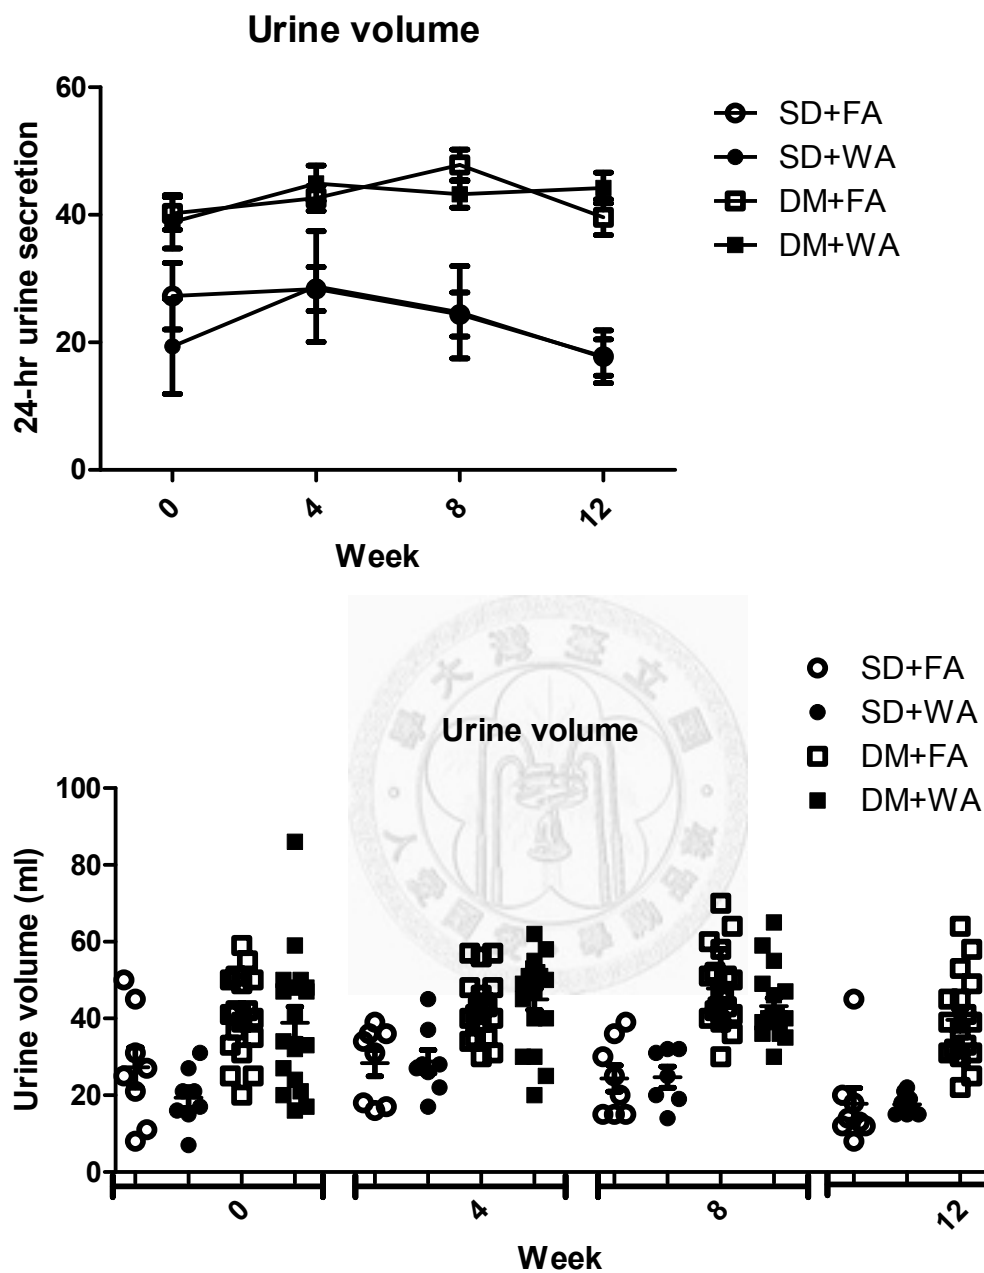 Urine volume
60
40
20
0
24-hr urine secretion
0 4 8 12
Week
SD+FA
SD+WA
DM+FA
DM+WA
Urine volume
SD+FA
SD+WA
DM+FA
DM+WA
100
80
60
40
20
0
Urine volume (ml)
0 4 8 12
Week